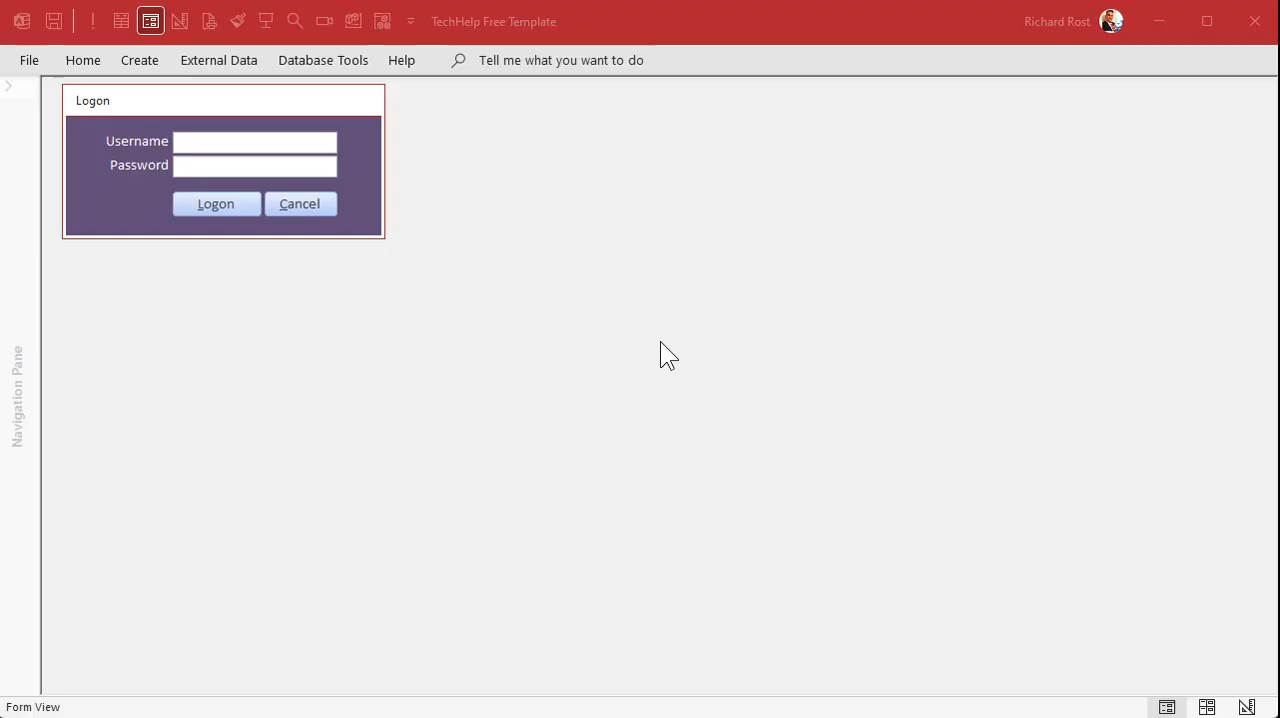 TechHelp Free Template
Richard Rost
File Home Create External Data Database Tools Help Tell me what you want to do
Logon
Username
Password
Logon Cancel
Navigation Pane
Form View